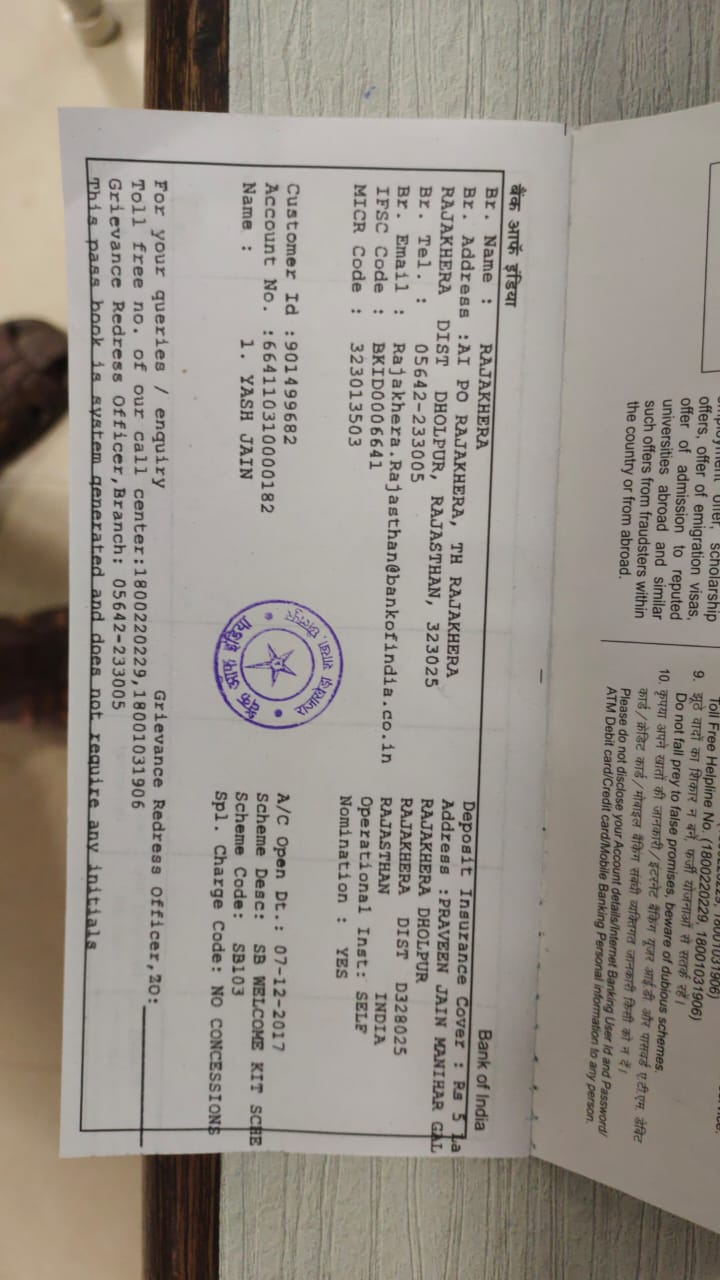 employment offer, scholarship
offers, offer of emigration visas,
offer of admission to reputed
universities abroad and similar
such offers from fraudsters within
the country or from abroad.
Toll Free Helpline No. (1800220229, 18001031906)
9. झूठे वादों का शिकार न बनें, फर्जी योजनाओं से सतर्क रहें।
Do not fall prey to false promises, beware of dubious schemes.
10. कृपया अपने खातों की जानकारी/इंटरनेट बैंकिंग यूजर आई.डी. और पासवर्ड ए.टी.एम. डेबिट
कार्ड/क्रेडिट कार्ड/मोबाइल बैंकिंग संबंधी व्यक्तिगत जानकारी किसी को न दें।
Please do not disclose your Account details/Internet Banking User Id and Password/
ATM Debit card/Credit card/Mobile Banking Personal information to any person.
बैंक आफॅ इंडिया
Bank of India
Br. Name : RAJAKHERA
Br. Address :AI PO RAJAKHERA, TH RAJAKHERA
RAJAKHERA DIST DHOLPUR, RAJASTHAN, 323025
Br. Tel. : 05642-233005
Br. Email : Rajakhera.Rajasthan@bankofindia.co.in
IFSC Code : BKID0006641
MICR Code : 323013503
Deposit Insurance Cover : Rs 5 La
Address :PRAVEEN JAIN MANIHAR GAL
RAJAKHERA DHOLPUR
RAJAKHERA DIST D328025
RAJASTHAN INDIA
Operational Inst: SELF
Nomination : YES
Customer Id :901499682
Account No. :664110310000182
Name : 1. YASH JAIN
बैंक आफ इंडिया
A/C Open Dt.: 07-12-2017
Scheme Desc: SB WELCOME KIT SCHE
Scheme Code: SB103
Spl. Charge Code: NO CONCESSIONS
For your queries / enquiry
Grievance Redress Officer,ZO:
Toll free no. of our call center:1800220229,18001031906
Grievance Redress Officer,Branch: 05642-233005
This pass book is system generated and does not require any initials